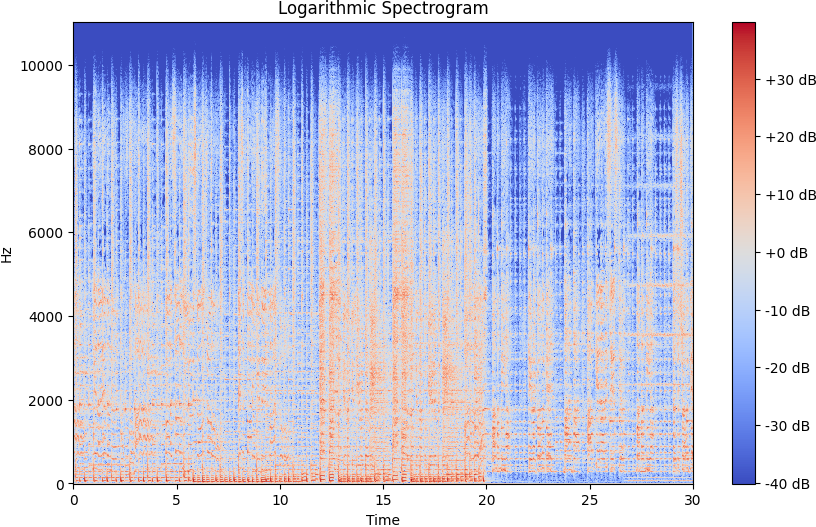 Logarithmic Spectrogram
10000
8000
6000
4000
2000
0
Hz
0 5 10 15 20 25 30
Time
+30 dB
+20 dB
+10 dB
+0 dB
-10 dB
-20 dB
-30 dB
-40 dB